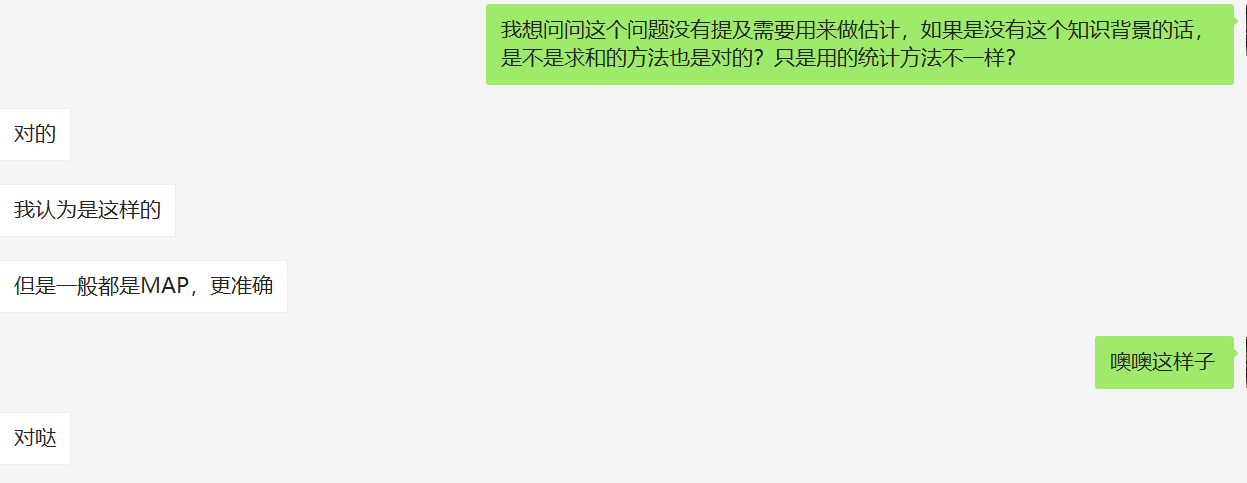 我想问问这个问题没有提及需要用来做估计，如果是没有这个知识背景的话，
是不是求和的方法也是对的？只是用的统计方法不一样？
对的
我认为是这样的
但是一般都是MAP，更准确
噢噢这样子
对哒